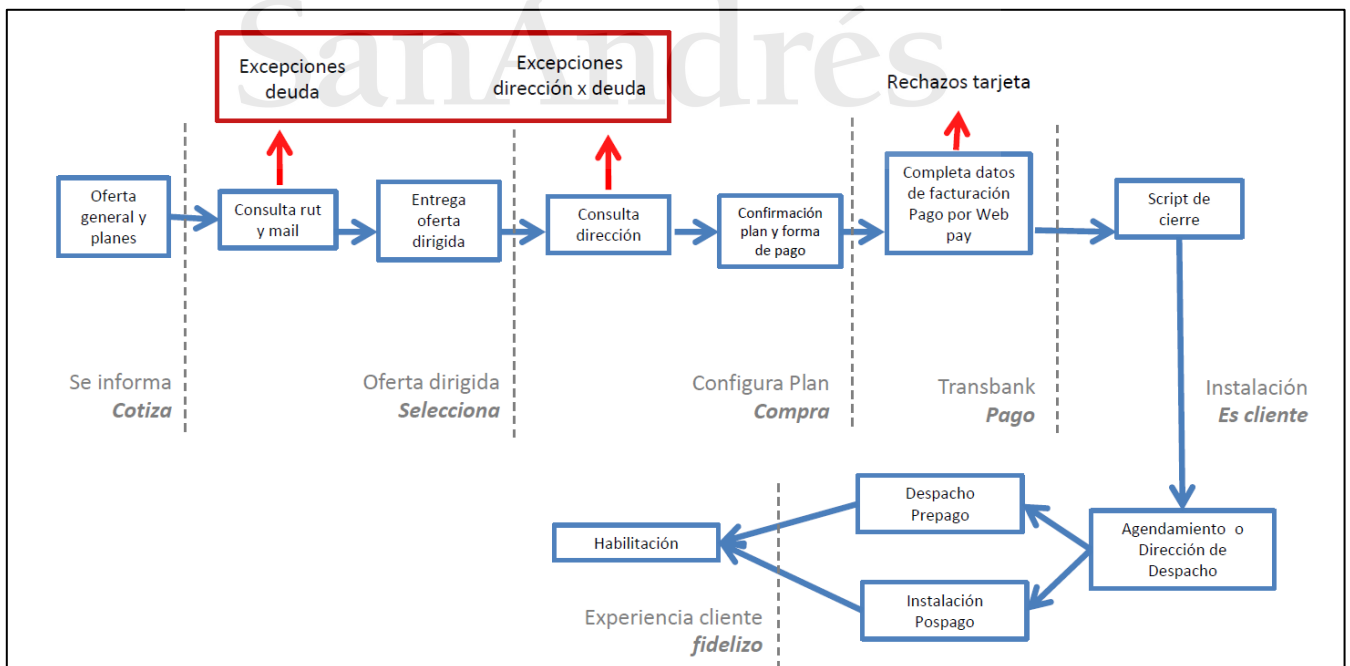 SanAndrés
Excepciones
deuda
Excepciones
dirección x deuda
Rechazos tarjeta
Oferta
general y
planes
Consulta rut
y mail
Entrega
oferta
dirigida
Consulta
dirección
Confirmación
plan y forma
de pago
Completa datos
de facturación
Pago por Web
pay
Script de
cierre
Se informa
Cotiza
Oferta dirigida
Selecciona
Configura Plan
Compra
Transbank
Pago
Instalación
Es cliente
Despacho
Prepago
Habilitación
Agendamiento o
Dirección de
Despacho
Instalación
Pospago
Experiencia cliente
fidelizo